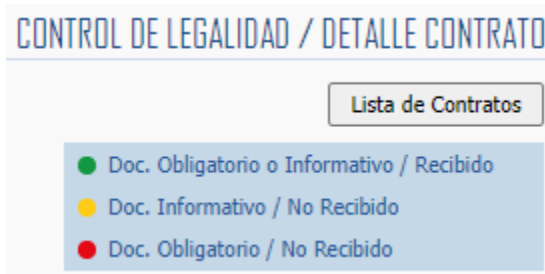 CONTROL DE LEGALIDAD / DETALLE CONTRATO
Lista de Contratos
Doc. Obligatorio o Informativo / Recibido
Doc. Informativo / No Recibido
Doc. Obligatorio / No Recibido